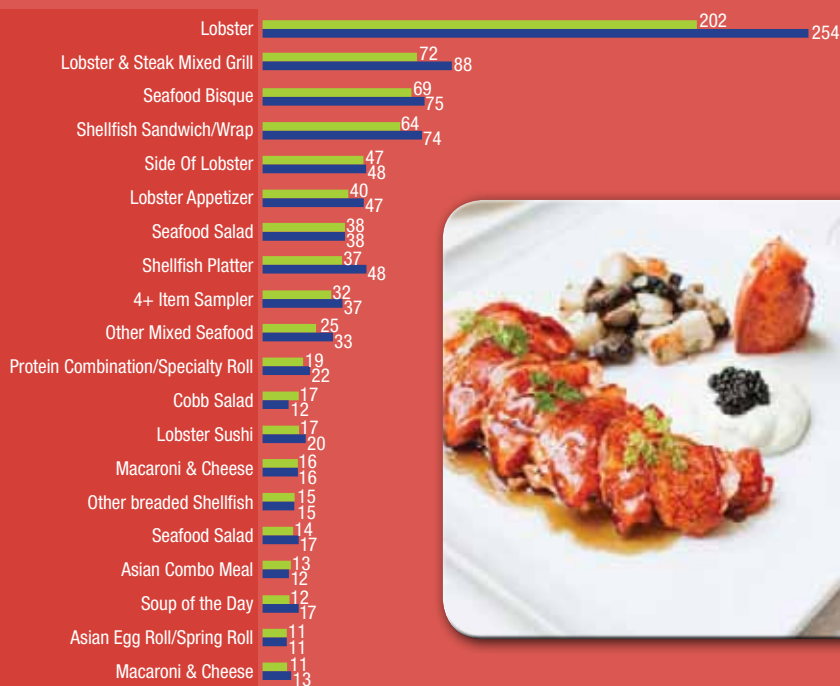 Lobster 202
254
Lobster & Steak Mixed Grill 72
88
Seafood Bisque 69
75
Shellfish Sandwich/Wrap 64
74
Side Of Lobster 47
48
Lobster Appetizer 40
47
Seafood Salad 38
38
Shellfish Platter 37
48
4+ Item Sampler 32
37
Other Mixed Seafood 25
33
Protein Combination/Specialty Roll 19
22
Cobb Salad 17
12
Lobster Sushi 17
20
Macaroni & Cheese 16
16
Other breaded Shellfish 15
15
Seafood Salad 14
17
Asian Combo Meal 13
12
Soup of the Day 12
17
Asian Egg Roll/Spring Roll 11
11
Macaroni & Cheese 11
13